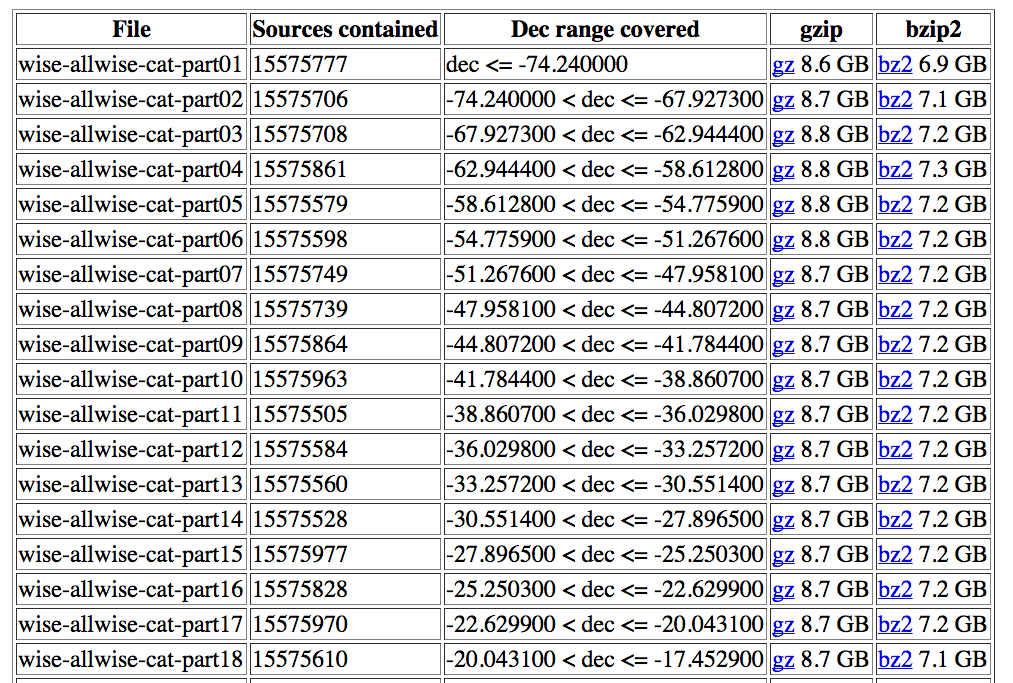 File Sources contained Dec range covered gzip bzip2
wise-allwise-cat-part01 15575777 dec <= -74.240000 gz 8.6 GB bz2 6.9 GB
wise-allwise-cat-part02 15575706 -74.240000 < dec <= -67.927300 gz 8.7 GB bz2 7.1 GB
wise-allwise-cat-part03 15575708 -67.927300 < dec <= -62.944400 gz 8.8 GB bz2 7.2 GB
wise-allwise-cat-part04 15575861 -62.944400 < dec <= -58.612800 gz 8.8 GB bz2 7.3 GB
wise-allwise-cat-part05 15575579 -58.612800 < dec <= -54.775900 gz 8.8 GB bz2 7.2 GB
wise-allwise-cat-part06 15575598 -54.775900 < dec <= -51.267600 gz 8.8 GB bz2 7.2 GB
wise-allwise-cat-part07 15575749 -51.267600 < dec <= -47.958100 gz 8.7 GB bz2 7.2 GB
wise-allwise-cat-part08 15575739 -47.958100 < dec <= -44.807200 gz 8.7 GB bz2 7.2 GB
wise-allwise-cat-part09 15575864 -44.807200 < dec <= -41.784400 gz 8.7 GB bz2 7.2 GB
wise-allwise-cat-part10 15575963 -41.784400 < dec <= -38.860700 gz 8.7 GB bz2 7.2 GB
wise-allwise-cat-part11 15575505 -38.860700 < dec <= -36.029800 gz 8.7 GB bz2 7.2 GB
wise-allwise-cat-part12 15575584 -36.029800 < dec <= -33.257200 gz 8.7 GB bz2 7.2 GB
wise-allwise-cat-part13 15575560 -33.257200 < dec <= -30.551400 gz 8.7 GB bz2 7.2 GB
wise-allwise-cat-part14 15575528 -30.551400 < dec <= -27.896500 gz 8.7 GB bz2 7.2 GB
wise-allwise-cat-part15 15575977 -27.896500 < dec <= -25.250300 gz 8.7 GB bz2 7.2 GB
wise-allwise-cat-part16 15575828 -25.250300 < dec <= -22.629900 gz 8.7 GB bz2 7.2 GB
wise-allwise-cat-part17 15575970 -22.629900 < dec <= -20.043100 gz 8.7 GB bz2 7.2 GB
wise-allwise-cat-part18 15575610 -20.043100 < dec <= -17.452900 gz 8.7 GB bz2 7.1 GB